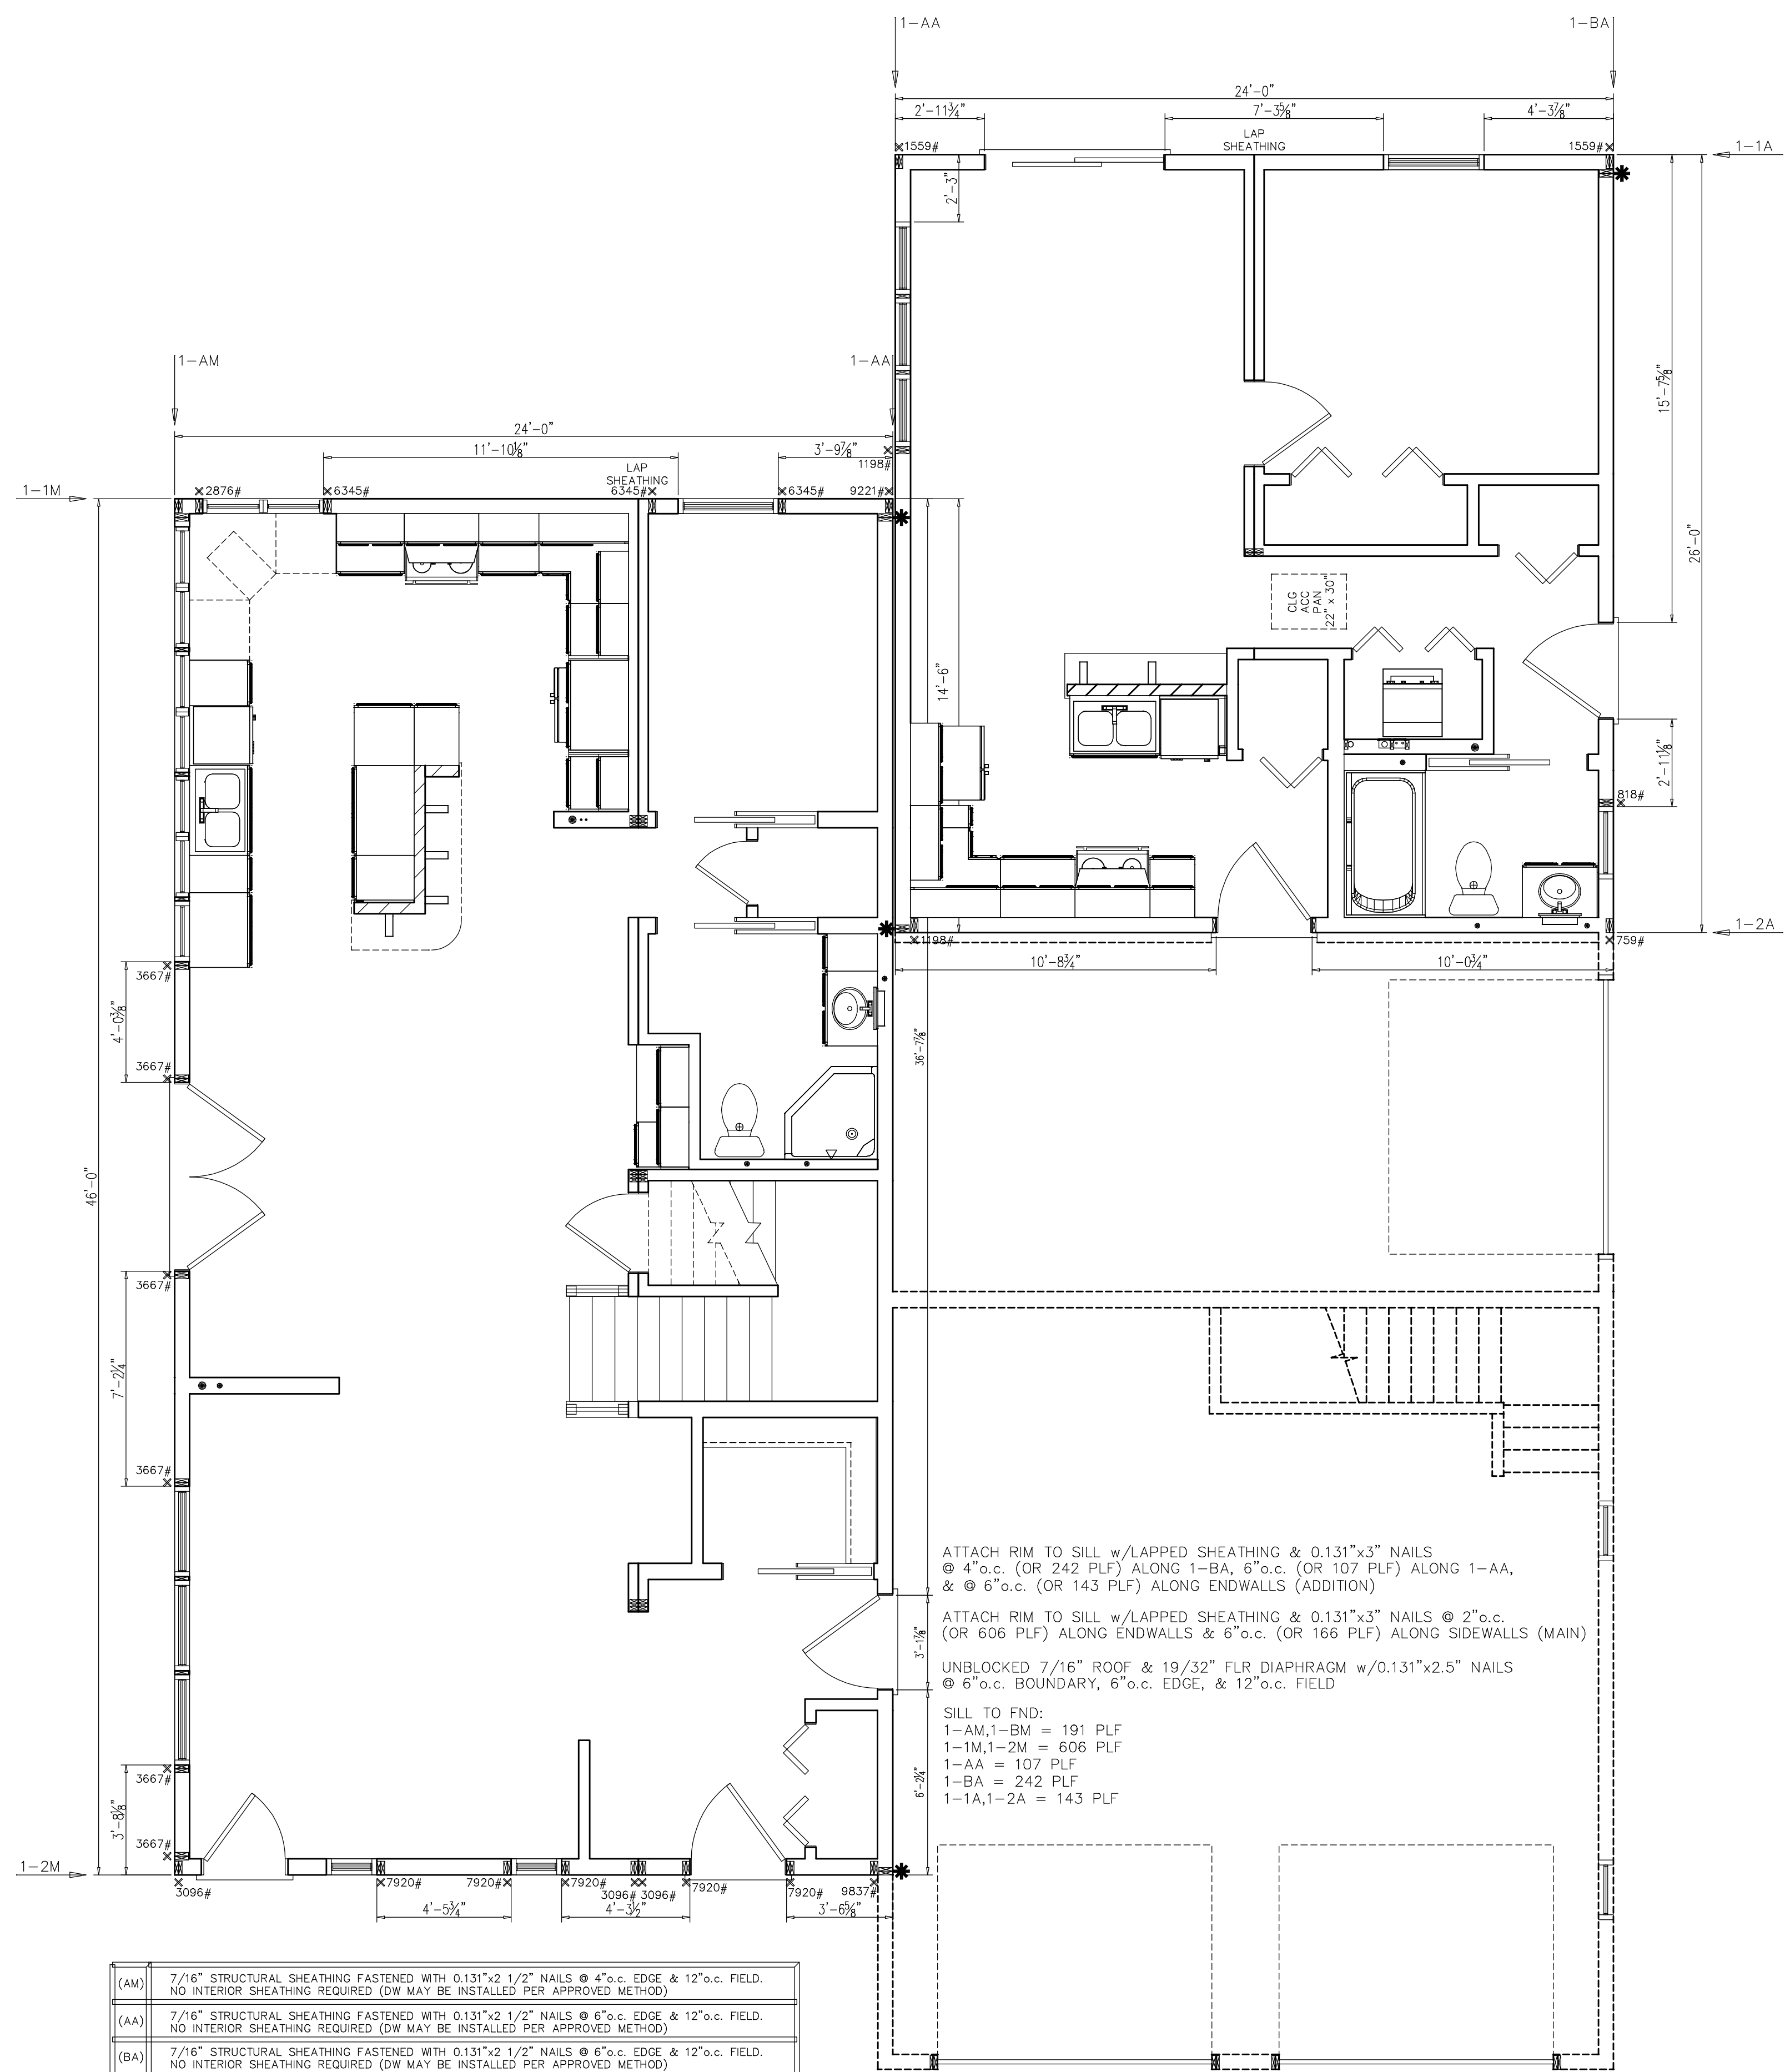 1-AA
1-BA
24'-0"
2'-11¾"
7'-3⅝"
4'-3⅞"
LAP
SHEATHING
1559#
1559#
1-1A
2'-3"
15'-7⅝"
26'-0"
1-AM
1-AA
24'-0"
11'-10⅛"
3'-9⅞"
1198#
LAP
SHEATHING
1-1M
2876#
6345#
6345#
6345#
9221#
CLG
ACC
PAN
22" x 30"
14'-6"
2'-11⅛"
818#
1198#
759#
1-2A
10'-8¾"
10'-0¾"
3667#
4'-0⅜"
3667#
36'-7⅞"
46'-0"
3667#
7'-2¼"
3667#
ATTACH RIM TO SILL w/LAPPED SHEATHING & 0.131"x3" NAILS
@ 4"o.c. (OR 242 PLF) ALONG 1-BA, 6"o.c. (OR 107 PLF) ALONG 1-AA,
& @ 6"o.c. (OR 143 PLF) ALONG ENDWALLS (ADDITION)
ATTACH RIM TO SILL w/LAPPED SHEATHING & 0.131"x3" NAILS @ 2"o.c.
(OR 606 PLF) ALONG ENDWALLS & 6"o.c. (OR 166 PLF) ALONG SIDEWALLS (MAIN)
3'-1⅞"
UNBLOCKED 7/16" ROOF & 19/32" FLR DIAPHRAGM w/0.131"x2.5" NAILS
@ 6"o.c. BOUNDARY, 6"o.c. EDGE, & 12"o.c. FIELD
SILL TO FND:
1-AM,1-BM = 191 PLF
1-1M,1-2M = 606 PLF
1-AA = 107 PLF
1-BA = 242 PLF
1-1A,1-2A = 143 PLF
6'-2¼"
3667#
3'-8⅛"
3667#
1-2M
3096#
7920#
7920#
7920#
3096#
3096#
7920#
7920#
9837#
4'-5¾"
4'-3½"
3'-6⅝"
(AM) 7/16" STRUCTURAL SHEATHING FASTENED WITH 0.131"x2 1/2" NAILS @ 4"o.c. EDGE & 12"o.c. FIELD.
NO INTERIOR SHEATHING REQUIRED (DW MAY BE INSTALLED PER APPROVED METHOD)
(AA) 7/16" STRUCTURAL SHEATHING FASTENED WITH 0.131"x2 1/2" NAILS @ 6"o.c. EDGE & 12"o.c. FIELD.
NO INTERIOR SHEATHING REQUIRED (DW MAY BE INSTALLED PER APPROVED METHOD)
(BA) 7/16" STRUCTURAL SHEATHING FASTENED WITH 0.131"x2 1/2" NAILS @ 6"o.c. EDGE & 12"o.c. FIELD.
NO INTERIOR SHEATHING REQUIRED (DW MAY BE INSTALLED PER APPROVED METHOD)